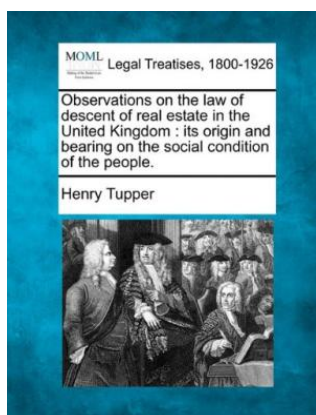 MOML
Legal Treatises, 1800-1926
Observations on the law of
descent of real estate in the
United Kingdom : its origin and
bearing on the social condition
of the people.
Henry Tupper